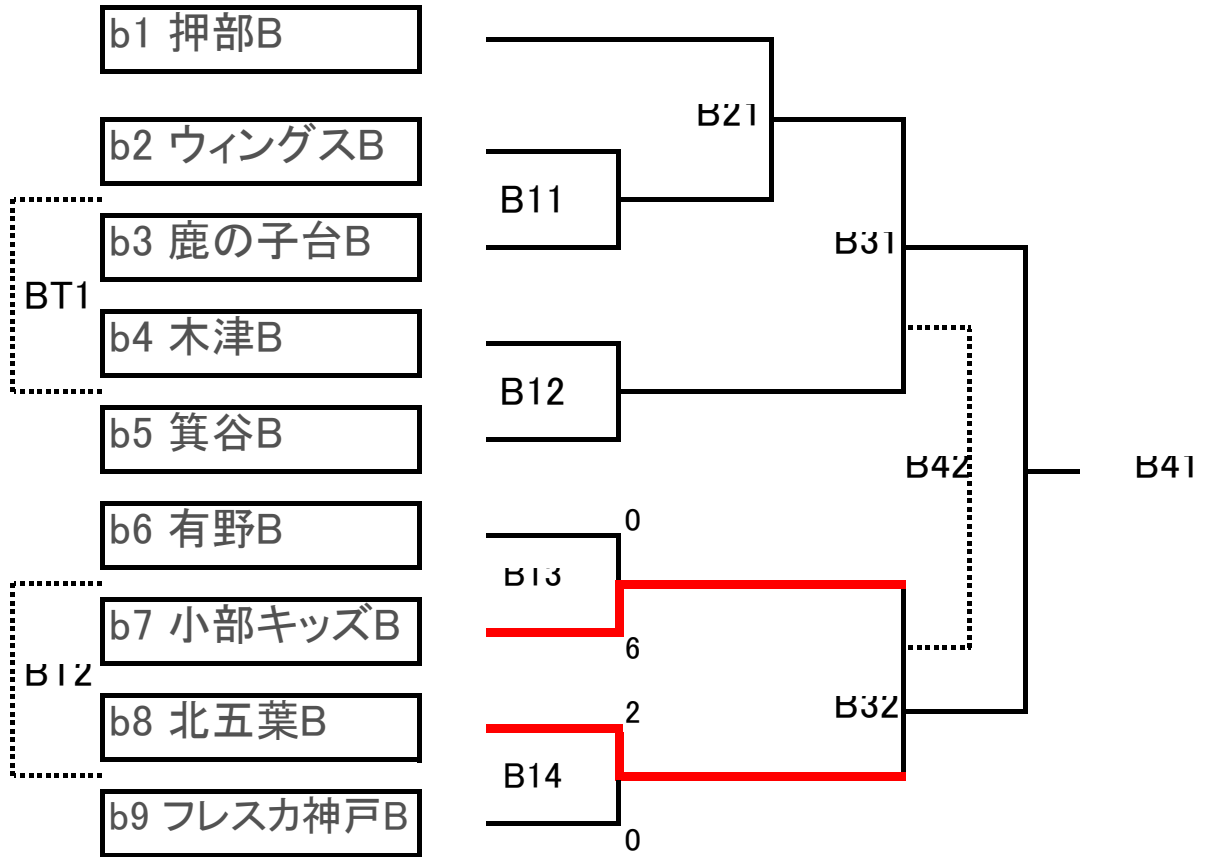 b1 押部B
B21
b2 ウィングスB
B11
b3 鹿の子台B
B31
BT1
b4 木津B
B12
b5 箕谷B
B42
B41
b6 有野B
0
B13
b7 小部キッズB
6
BT2
b8 北五葉B
2
B32
B14
b9 フレスカ神戸B
0